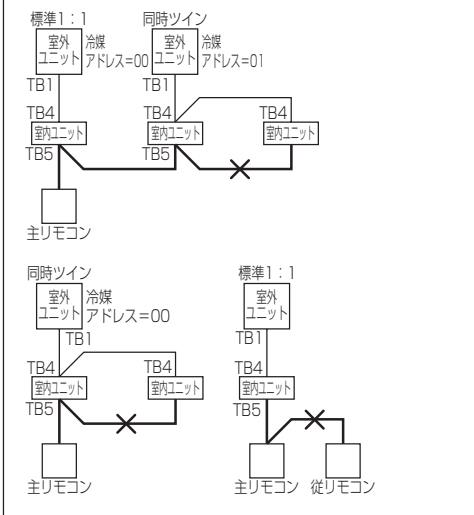 標準1：1
室外
ユニット
冷媒
アドレス=00
TB1
TB4
室内ユニット
TB5
主リモコン
同時ツイン
室外
ユニット
冷媒
アドレス=01
TB1
TB4
室内ユニット
TB5
TB4
室内ユニット
同時ツイン
室外
ユニット
冷媒
アドレス=00
TB1
TB4
室内ユニット
TB5
TB4
室内ユニット
主リモコン
標準1：1
室外
ユニット
TB1
TB4
室内ユニット
TB5
主リモコン
従リモコン